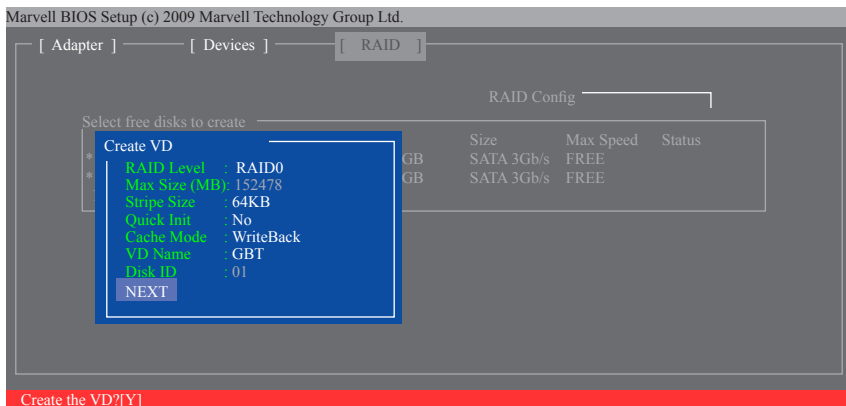 Marvell BIOS Setup (c) 2009 Marvell Technology Group Ltd.
[ Adapter ] [ Devices ] [ RAID ]
RAID Config
Select free disks to create
Size Max Speed Status
* GB SATA 3Gb/s FREE
* GB SATA 3Gb/s FREE
Create VD
RAID Level : RAID0
Max Size (MB): 152478
Stripe Size : 64KB
Quick Init : No
Cache Mode : WriteBack
VD Name : GBT
Disk ID : 01
NEXT
Create the VD?[Y]